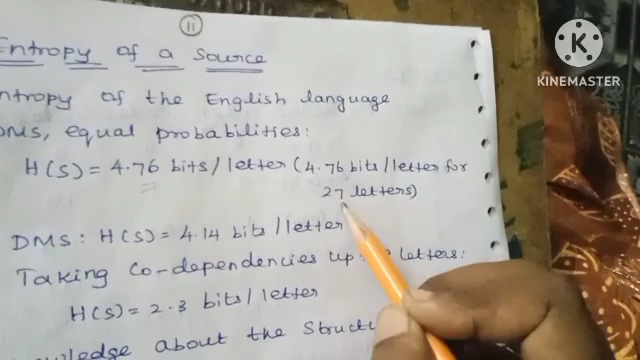 11
Entropy of a Source
ntropy of the English language
DMS, equal probabilities:
H(S) = 4.76 bits/letter (4.76 bits/letter for
27 letters)
DMS: H(S) = 4.14 bits/letter
Taking Co-dependencies up letters:
H(S) = 2.3 bits/letter
about the Struct
KINEMASTER